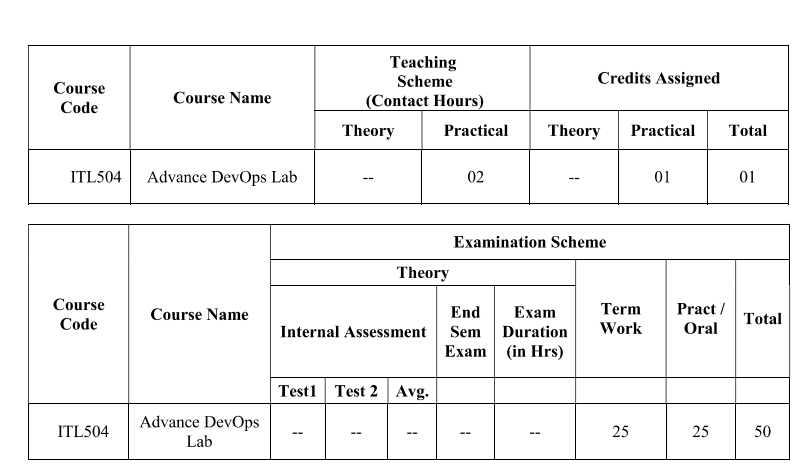 Course Code | Course Name | Teaching Scheme (Contact Hours) | Credits Assigned
Theory | Practical | Theory | Practical | Total
ITL504 | Advance DevOps Lab | -- | 02 | -- | 01 | 01
Course Code | Course Name | Examination Scheme
Theory | Term Work | Pract / Oral | Total
Internal Assessment | End Sem Exam | Exam Duration (in Hrs)
Test1 | Test 2 | Avg.
ITL504 | Advance DevOps Lab | -- | -- | -- | -- | -- | 25 | 25 | 50